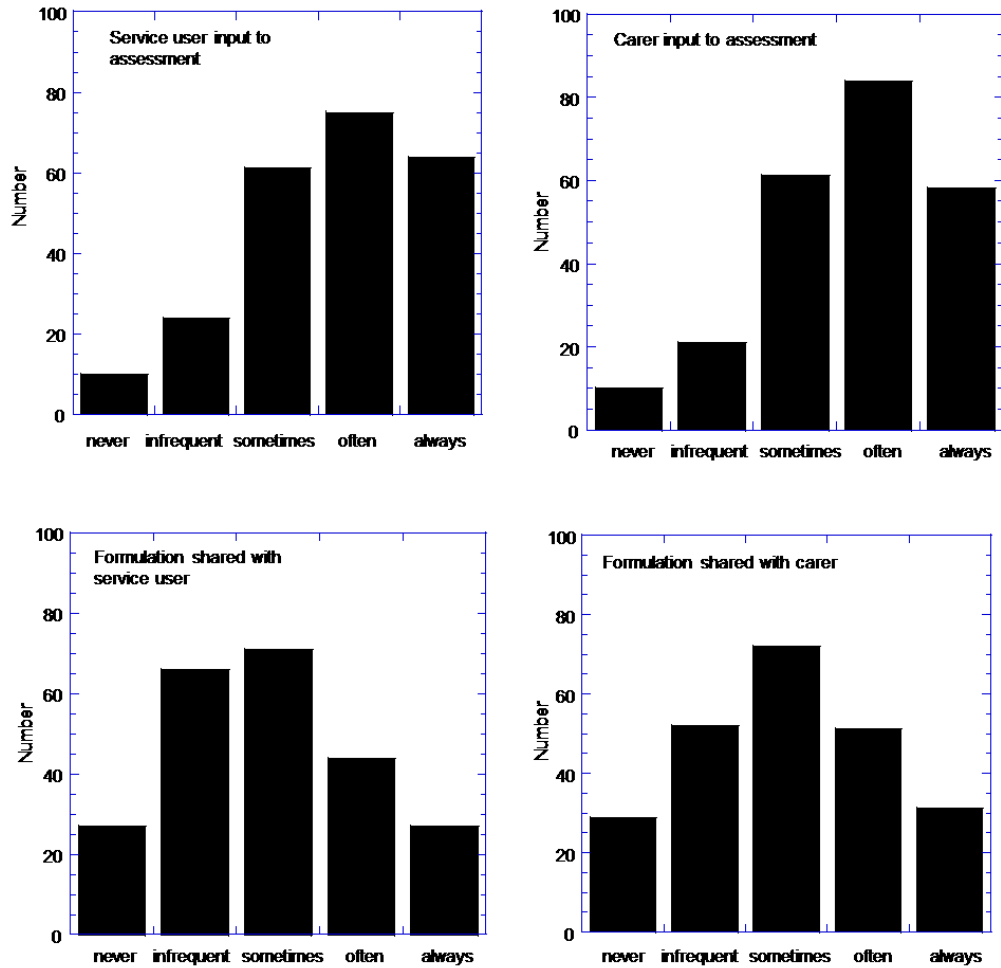 Service user input to
assessment
100
80
60
40
20
0
Number
never infrequent sometimes often always
Carer input to assessment
100
80
60
40
20
0
Number
never infrequent sometimes often always
Formulation shared with
service user
100
80
60
40
20
0
Number
never infrequent sometimes often always
Formulation shared with carer
100
80
60
40
20
0
Number
never infrequent sometimes often always